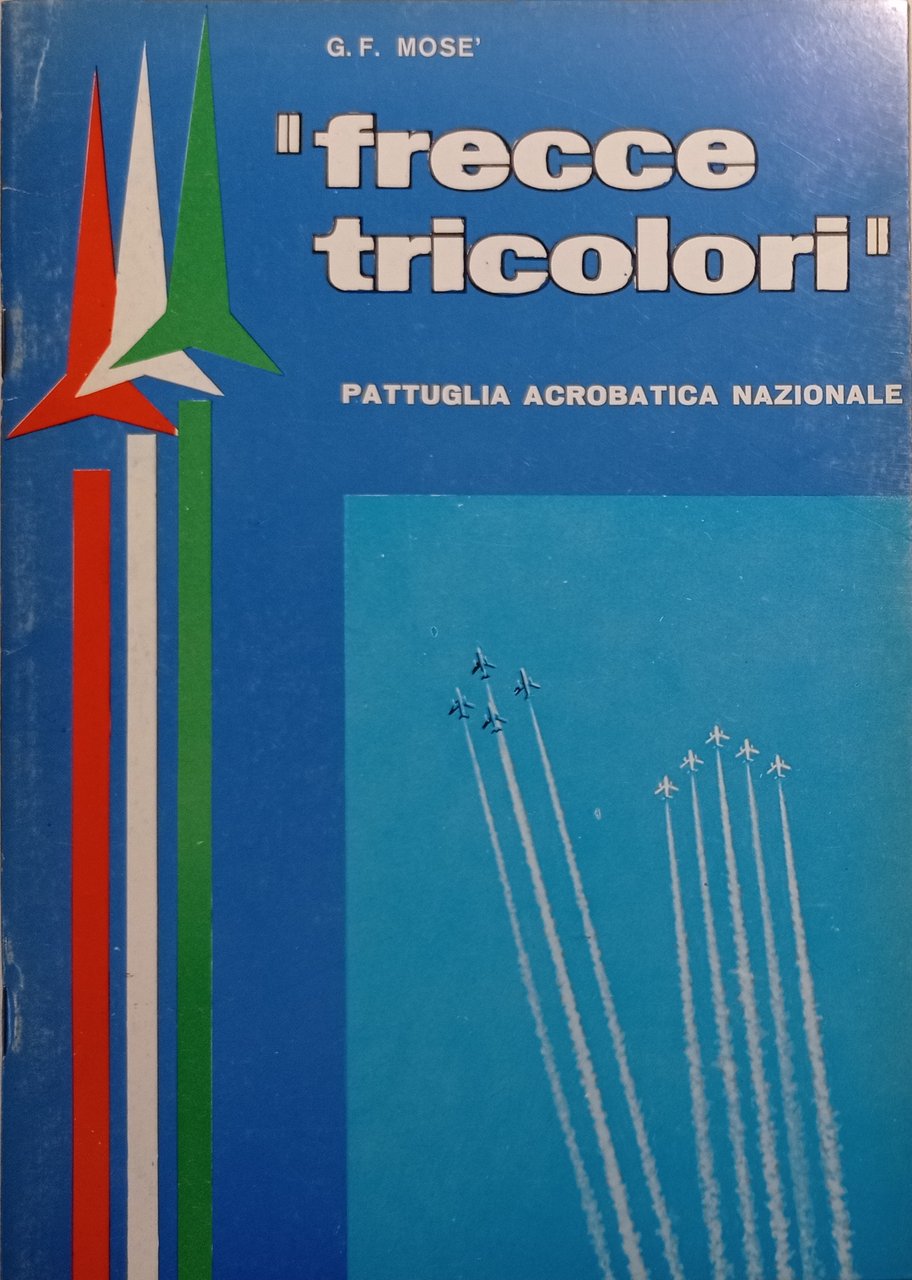 G. F. MOSE'
"frecce
tricolori"
PATTUGLIA ACROBATICA NAZIONALE